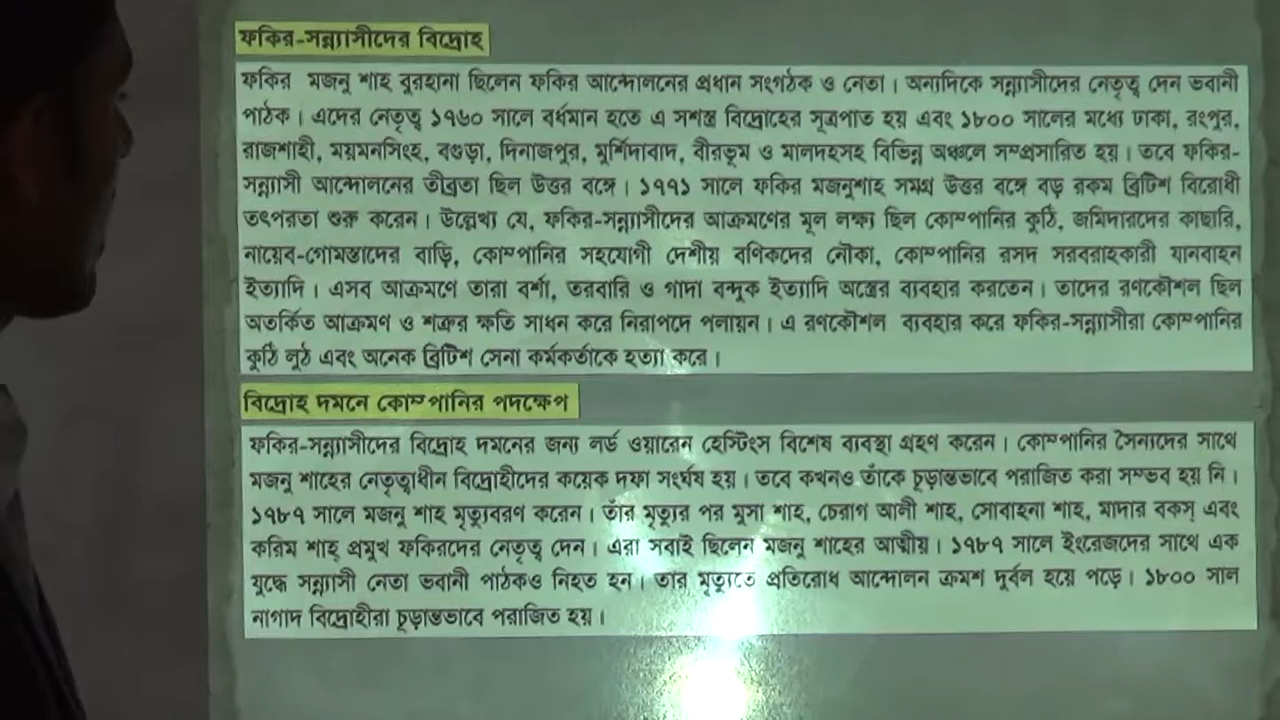 ফকির-সন্ন্যাসীদের বিদ্রোহ
ফকির মজনু শাহ বুরহানা ছিলেন ফকির আন্দোলনের প্রধান সংগঠক ও নেতা। অন্যদিকে সন্ন্যাসীদের নেতৃত্ব দেন ভবানী
পাঠক। এদের নেতৃত্ব ১৭৬০ সালে বর্ধমান হতে এ সশস্ত্র বিদ্রোহের সূত্রপাত হয় এবং ১৮০০ সালের মধ্যে ঢাকা, রংপুর,
রাজশাহী, ময়মনসিংহ, বগুড়া, দিনাজপুর, মুর্শিদাবাদ, বীরভূম ও মালদহসহ বিভিন্ন অঞ্চলে সম্প্রসারিত হয়। তবে ফকির-
সন্ন্যাসী আন্দোলনের তীব্রতা ছিল উত্তর বঙ্গে। ১৭৭১ সালে ফকির মজনুশাহ সমগ্র উত্তর বঙ্গে বড় রকম ব্রিটিশ বিরোধী
তৎপরতা শুরু করেন। উল্লেখ্য যে, ফকির-সন্ন্যাসীদের আক্রমণের মূল লক্ষ্য ছিল কোম্পানির কুঠি, জমিদারদের কাছারি,
নায়েব-গোমস্তাদের বাড়ি, কোম্পানির সহযোগী দেশীয় বণিকদের নৌকা, কোম্পানির রসদ সরবরাহকারী যানবাহন
ইত্যাদি। এসব আক্রমণে তারা বর্শা, তরবারি ও গাদা বন্দুক ইত্যাদি অস্ত্রের ব্যবহার করতেন। তাদের রণকৌশল ছিল
অতর্কিত আক্রমণ ও শত্রুর ক্ষতি সাধন করে নিরাপদে পলায়ন। এ রণকৌশল ব্যবহার করে ফকির-সন্ন্যাসীরা কোম্পানির
কুঠি লুঠ এবং অনেক ব্রিটিশ সেনা কর্মকর্তাকে হত্যা করে।
বিদ্রোহ দমনে কোম্পানির পদক্ষেপ
ফকির-সন্ন্যাসীদের বিদ্রোহ দমনের জন্য লর্ড ওয়ারেন হেস্টিংস বিশেষ ব্যবস্থা গ্রহণ করেন। কোম্পানির সৈন্যদের সাথে
মজনু শাহের নেতৃত্বাধীন বিদ্রোহীদের কয়েক দফা সংর্ঘষ হয়। তবে কখনও তাঁকে চূড়ান্তভাবে পরাজিত করা সম্ভব হয় নি।
১৭৮৭ সালে মজনু শাহ মৃত্যুবরণ করেন। তাঁর মৃত্যুর পর মুসা শাহ, চেরাগ আলী শাহ, সোবাহনা শাহ, মাদার বকস্ এবং
করিম শাহ্ প্রমুখ ফকিরদের নেতৃত্ব দেন। এরা সবাই ছিলেন মজনু শাহের আত্মীয়। ১৭৮৭ সালে ইংরেজদের সাথে এক
যুদ্ধে সন্ন্যাসী নেতা ভবানী পাঠকও নিহত হন। তার মৃত্যুতে প্রতিরোধ আন্দোলন ক্রমশ দুর্বল হয়ে পড়ে। ১৮০০ সাল
নাগাদ বিদ্রোহীরা চূড়ান্তভাবে পরাজিত হয়।